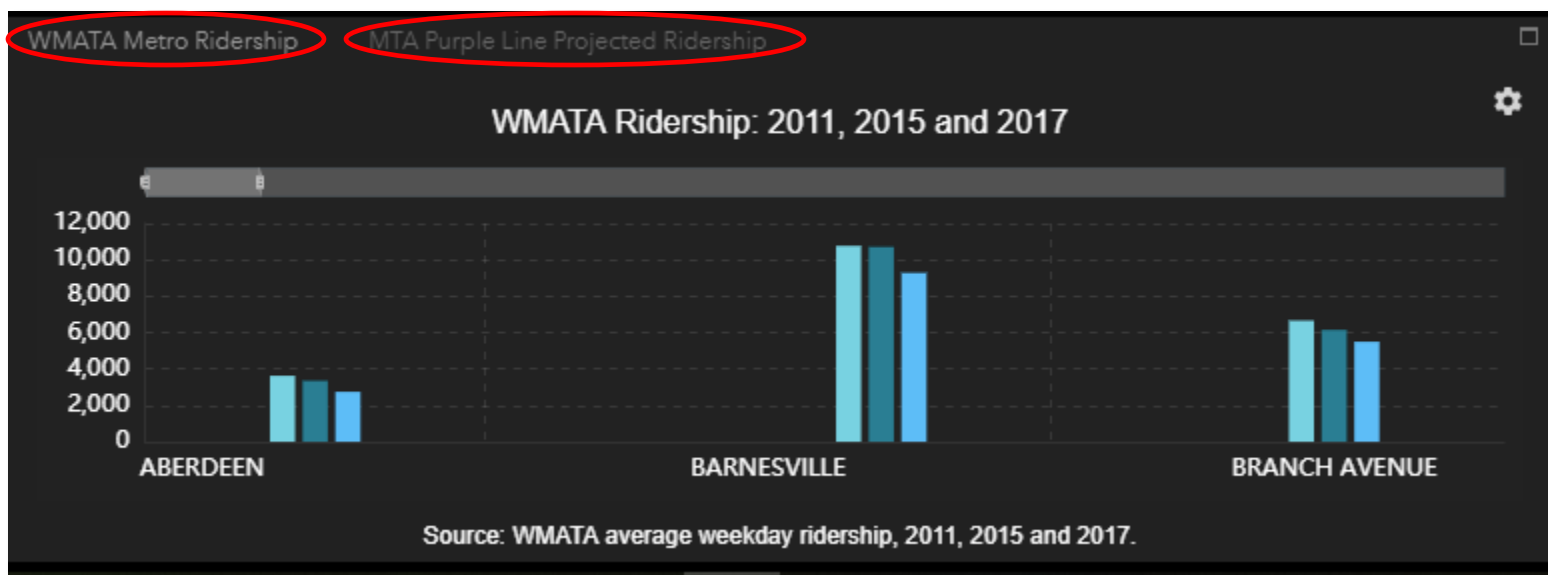 WMATA Metro Ridership MTA Purple Line Projected Ridership
WMATA Ridership: 2011, 2015 and 2017
12,000
10,000
8,000
6,000
4,000
2,000
0
ABERDEEN BARNESVILLE BRANCH AVENUE
Source: WMATA average weekday ridership, 2011, 2015 and 2017.